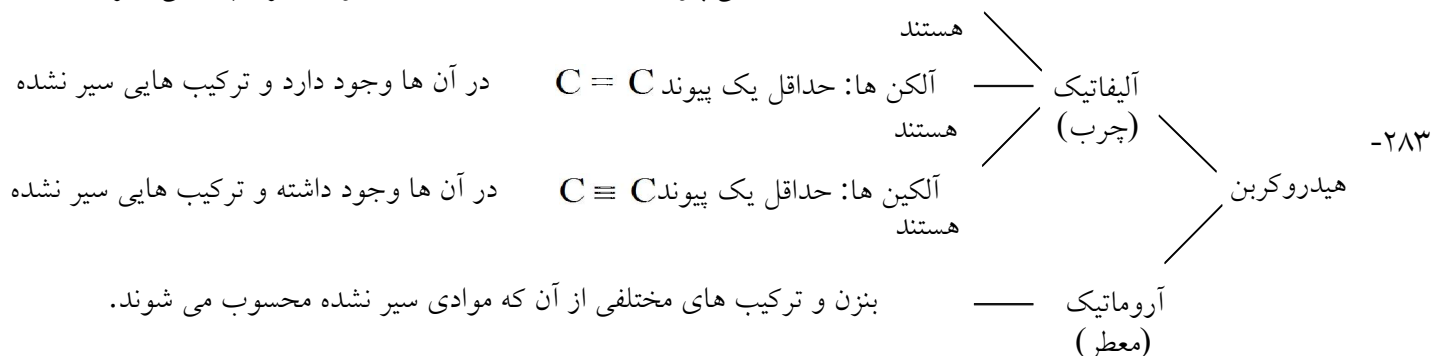 هستند
آلیفاتیک
(چرب)
آلکن ها: حداقل یک پیوند C = C در آن ها وجود دارد و ترکیب هایی سیر نشده
هستند
۲۸۳-
هیدروکربن
آلکین ها: حداقل یک پیوند C ≡ C در آن ها وجود داشته و ترکیب هایی سیر نشده
هستند
آروماتیک
(معطر)
بنزن و ترکیب های مختلفی از آن که موادی سیر نشده محسوب می شوند.